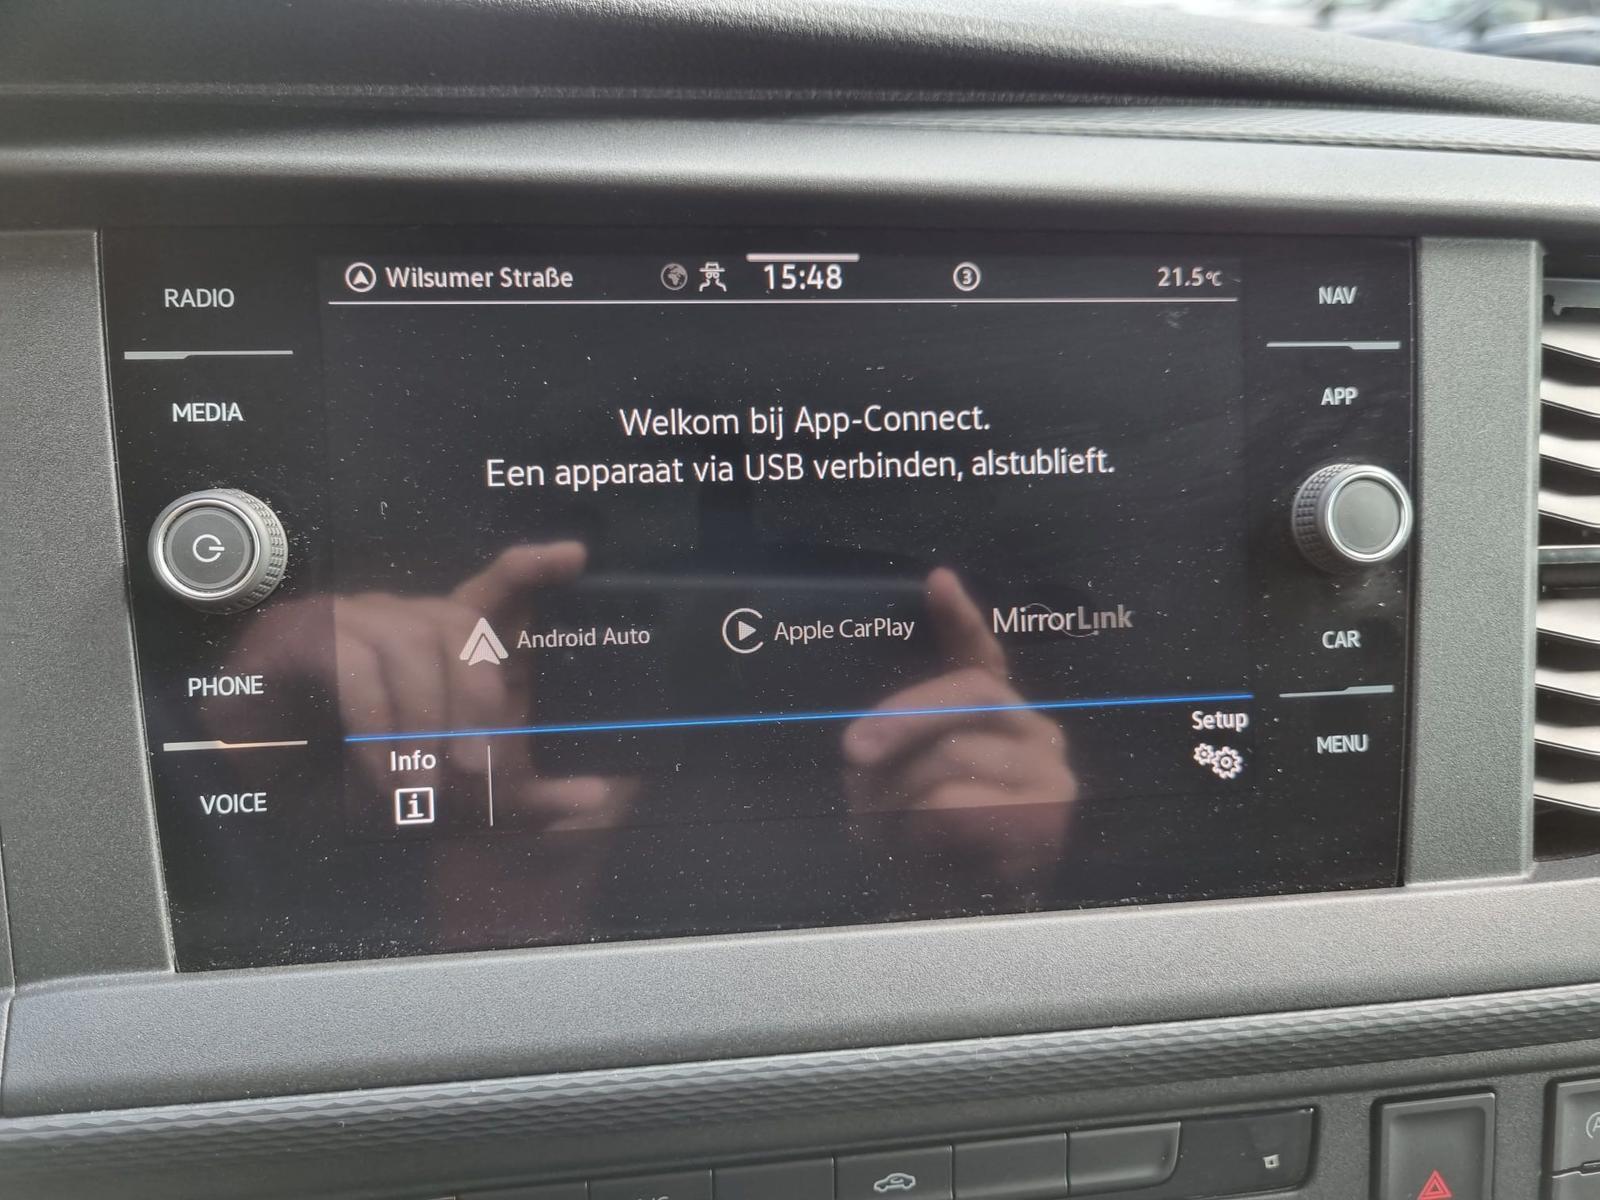 RADIO
MEDIA
PHONE
VOICE
Wilsumer Straße
15:48
3
21.5°C
Welkom bij App-Connect.
Een apparaat via USB verbinden, alstublieft.
Android Auto
Apple CarPlay
MirrorLink
Info
i
Setup
NAV
APP
CAR
MENU